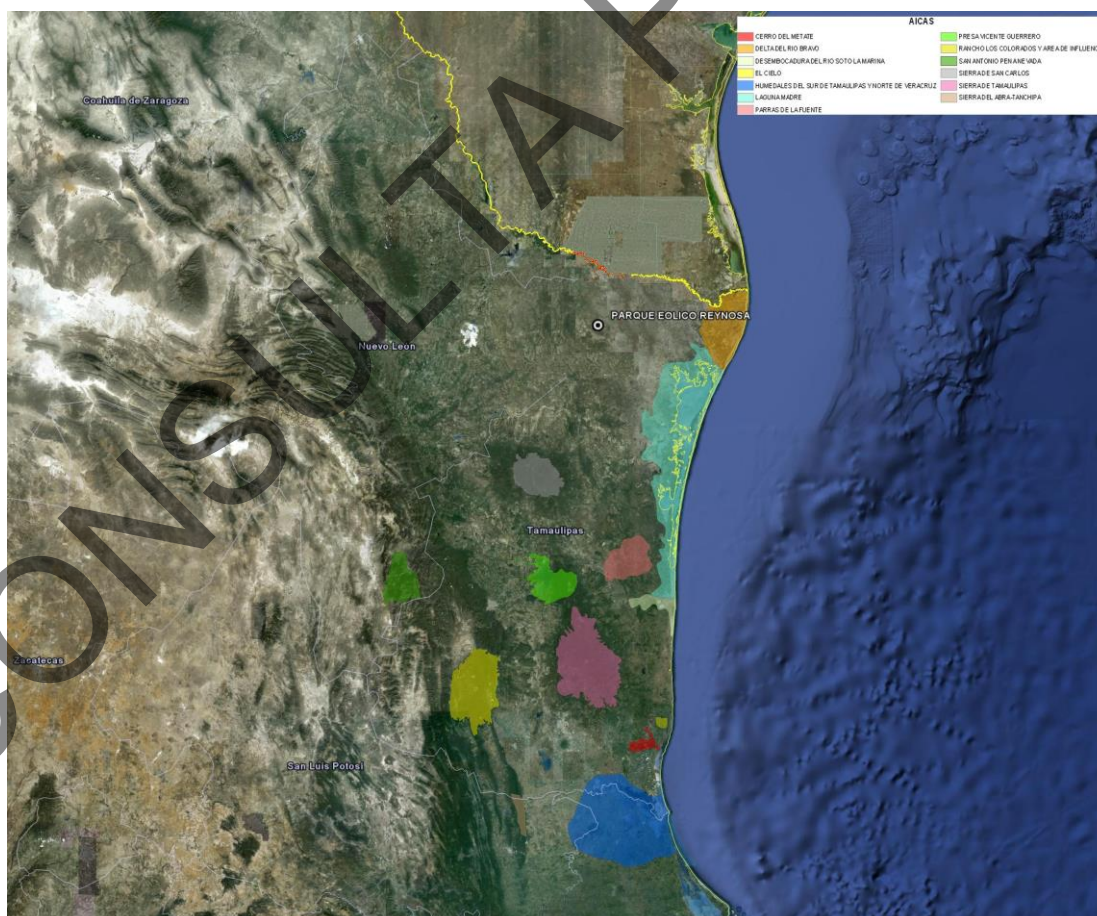 AICAS
CERRO DEL METATE
DELTA DEL RIO BRAVO
DESEMBOCADURA DEL RIO SOTO LA MARINA
EL CIELO
HUMEDALES DEL SUR DE TAMAULIPAS Y NORTE DE VERACRUZ
LAGUNA MADRE
PARRAS DE LA FUENTE
PRESA VICENTE GUERRERO
RANCHO LOS COLORADOS Y AREA DE INFLUENC
SAN ANTONIO PENA NEVADA
SIERRA DE SAN CARLOS
SIERRA DE TAMAULIPAS
SIERRA DEL ABRA-TANCHIPA
Coahuila de Zaragoza
PARQUE EOLICO REYNOSA
Nuevo Leon
Tamaulipas
Zacatecas
San Luis Potosi
CONSULTA P